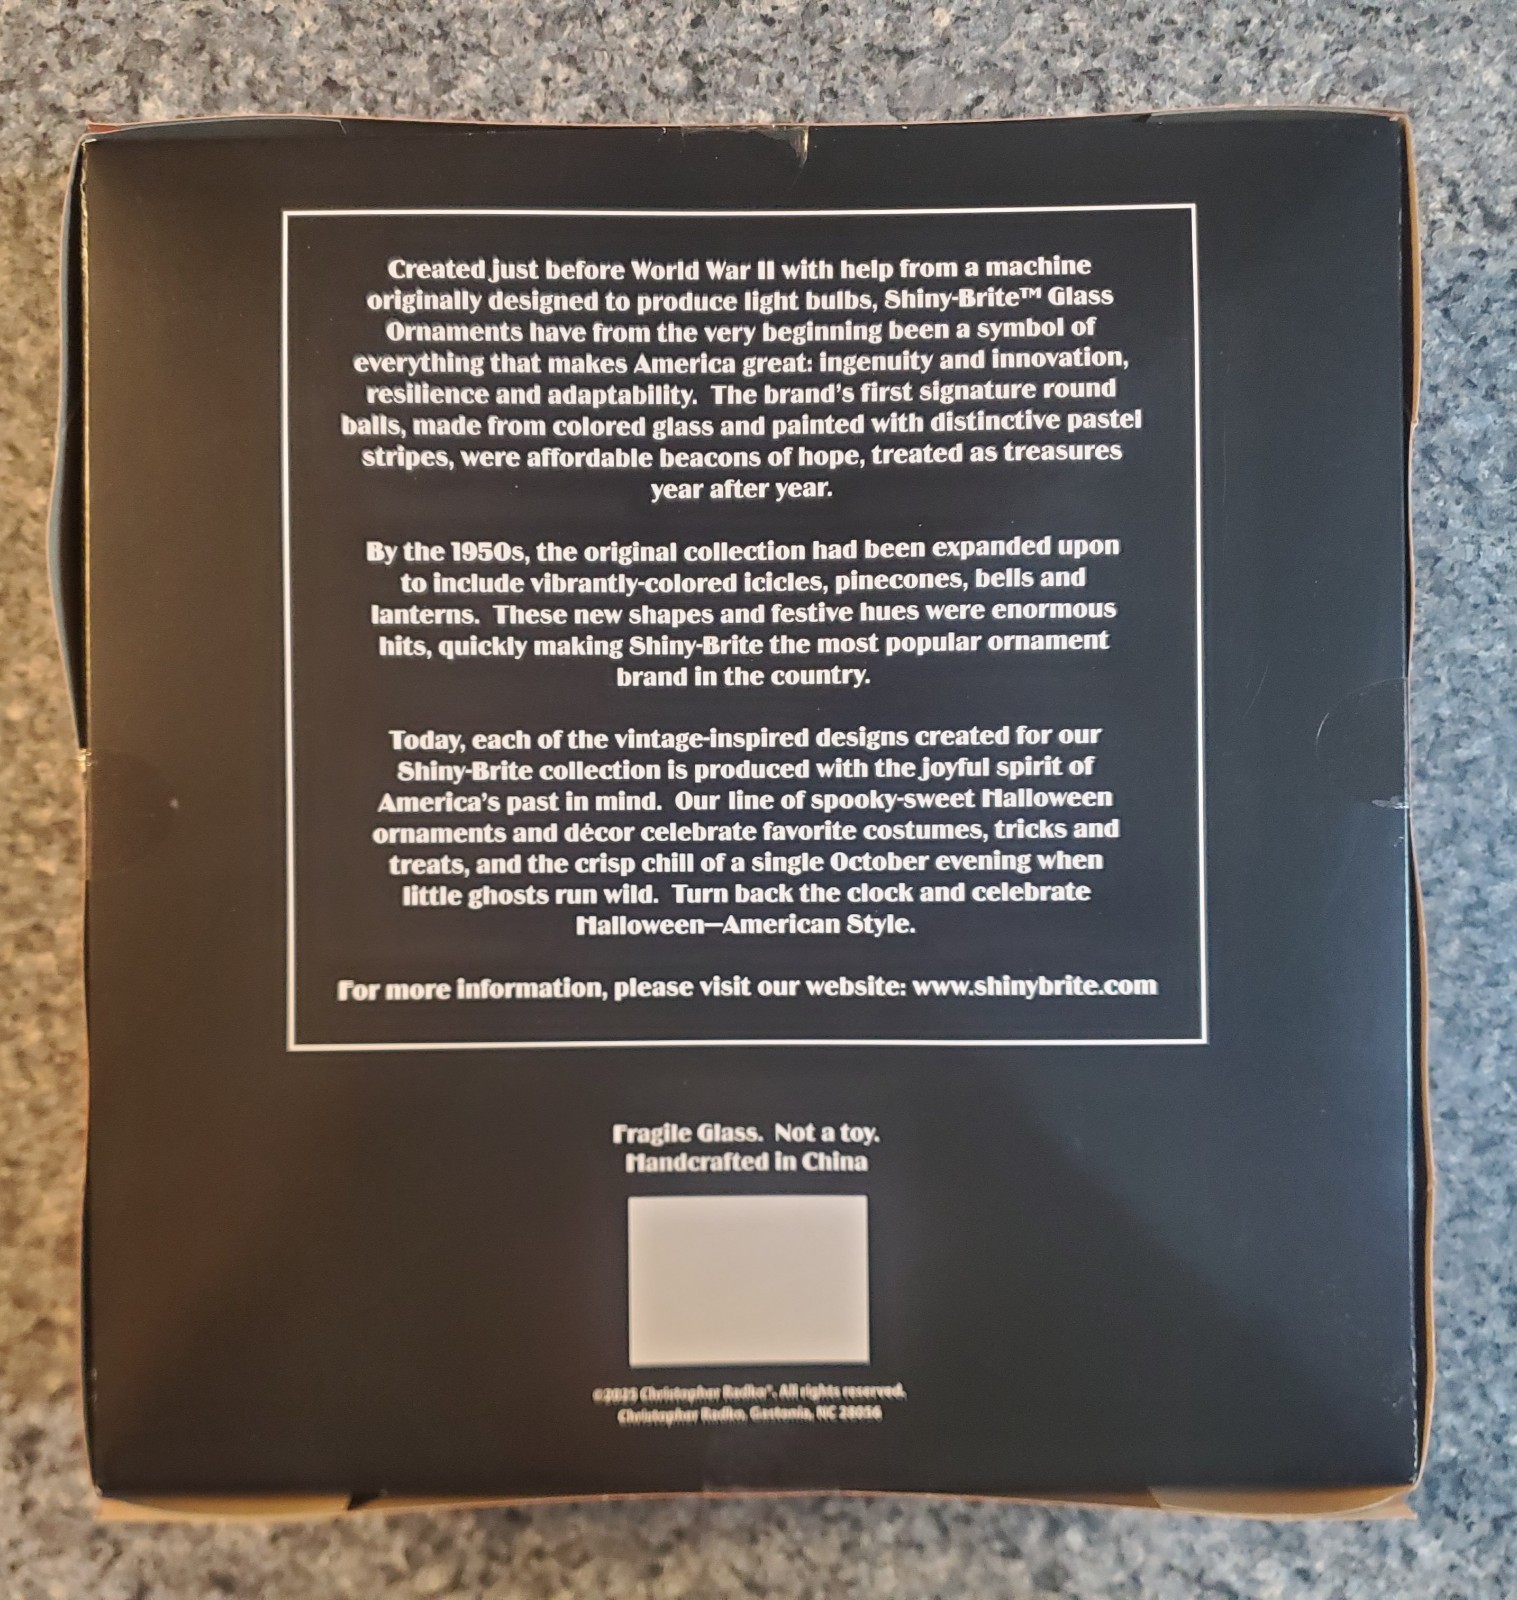 Created just before World War II with help from a machine
originally designed to produce light bulbs, Shiny-Brite™ Glass
Ornaments have from the very beginning been a symbol of
everything that makes America great: ingenuity and innovation,
resilience and adaptability. The brand's first signature round
balls, made from colored glass and painted with distinctive pastel
stripes, were affordable beacons of hope, treated as treasures
year after year.
By the 1950s, the original collection had been expanded upon
to include vibrantly-colored icicles, pinecones, bells and
lanterns. These new shapes and festive hues were enormous
hits, quickly making Shiny-Brite the most popular ornament
brand in the country.
Today, each of the vintage-inspired designs created for our
Shiny-Brite collection is produced with the joyful spirit of
America's past in mind. Our line of spooky-sweet Halloween
ornaments and décor celebrate favorite costumes, tricks and
treats, and the crisp chill of a single October evening when
little ghosts run wild. Turn back the clock and celebrate
Halloween—American Style.
For more information, please visit our website: www.shinybrite.com
Fragile Glass. Not a toy.
Handcrafted in China
Christopher Radko®. All rights reserved.
Christopher Radko, Gastonia, NC 28056